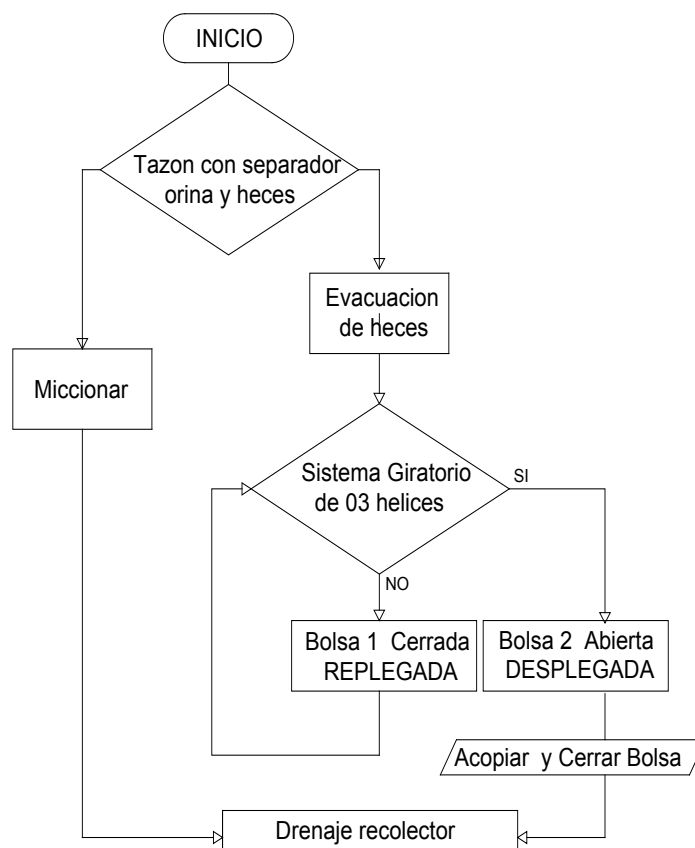 INICIO
Tazon con separador
orina y heces
Evacuacion
de heces
Miccionar
Sistema Giratorio
de 03 helices
SI
NO
Bolsa 1 Cerrada
REPLEGADA
Bolsa 2 Abierta
DESPLEGADA
Acopiar y Cerrar Bolsa
Drenaje recolector